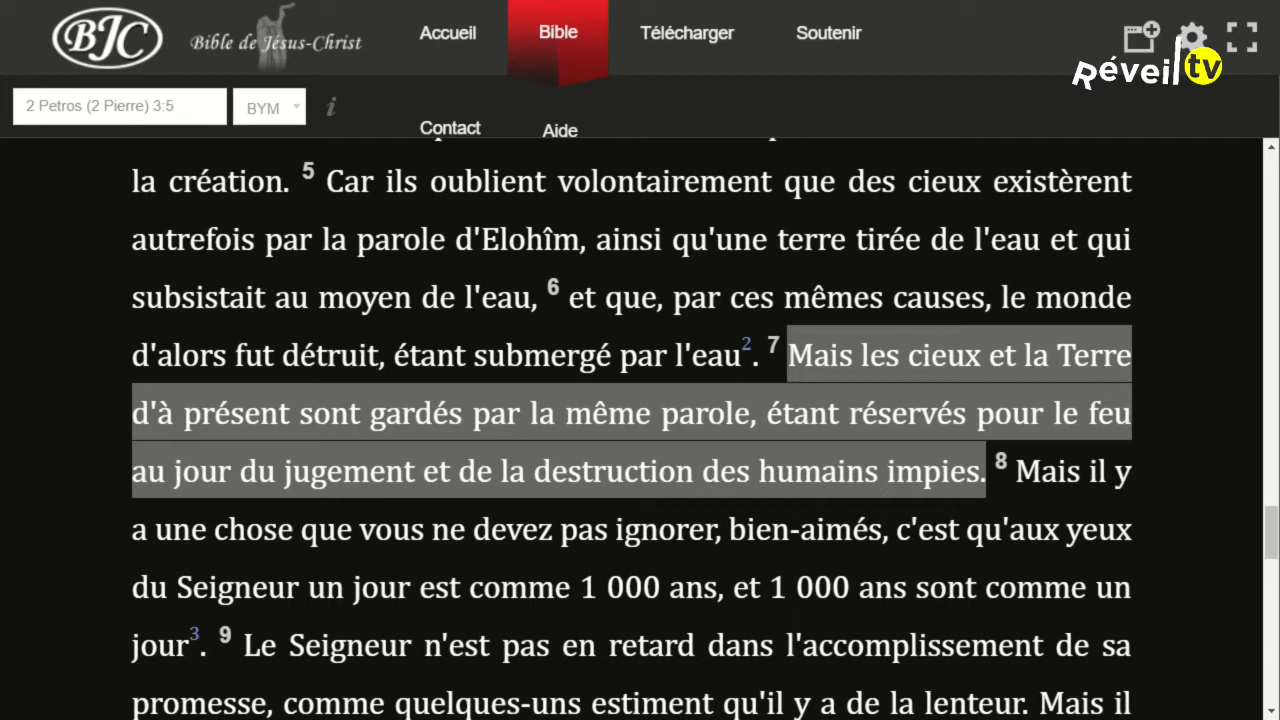 BJC
Bible de Jésus-Christ
Accueil
Bible
Télécharger
Soutenir
Réveil tv
2 Petros (2 Pierre) 3:5
BYM
i
Contact
Aide
la création. 5 Car ils oublient volontairement que des cieux existèrent
autrefois par la parole d'Elohîm, ainsi qu'une terre tirée de l'eau et qui
subsistait au moyen de l'eau, 6 et que, par ces mêmes causes, le monde
d'alors fut détruit, étant submergé par l'eau2. 7 Mais les cieux et la Terre
d'à présent sont gardés par la même parole, étant réservés pour le feu
au jour du jugement et de la destruction des humains impies. 8 Mais il y
a une chose que vous ne devez pas ignorer, bien-aimés, c'est qu'aux yeux
du Seigneur un jour est comme 1 000 ans, et 1 000 ans sont comme un
jour3. 9 Le Seigneur n'est pas en retard dans l'accomplissement de sa
promesse, comme quelques-uns estiment qu'il y a de la lenteur. Mais il